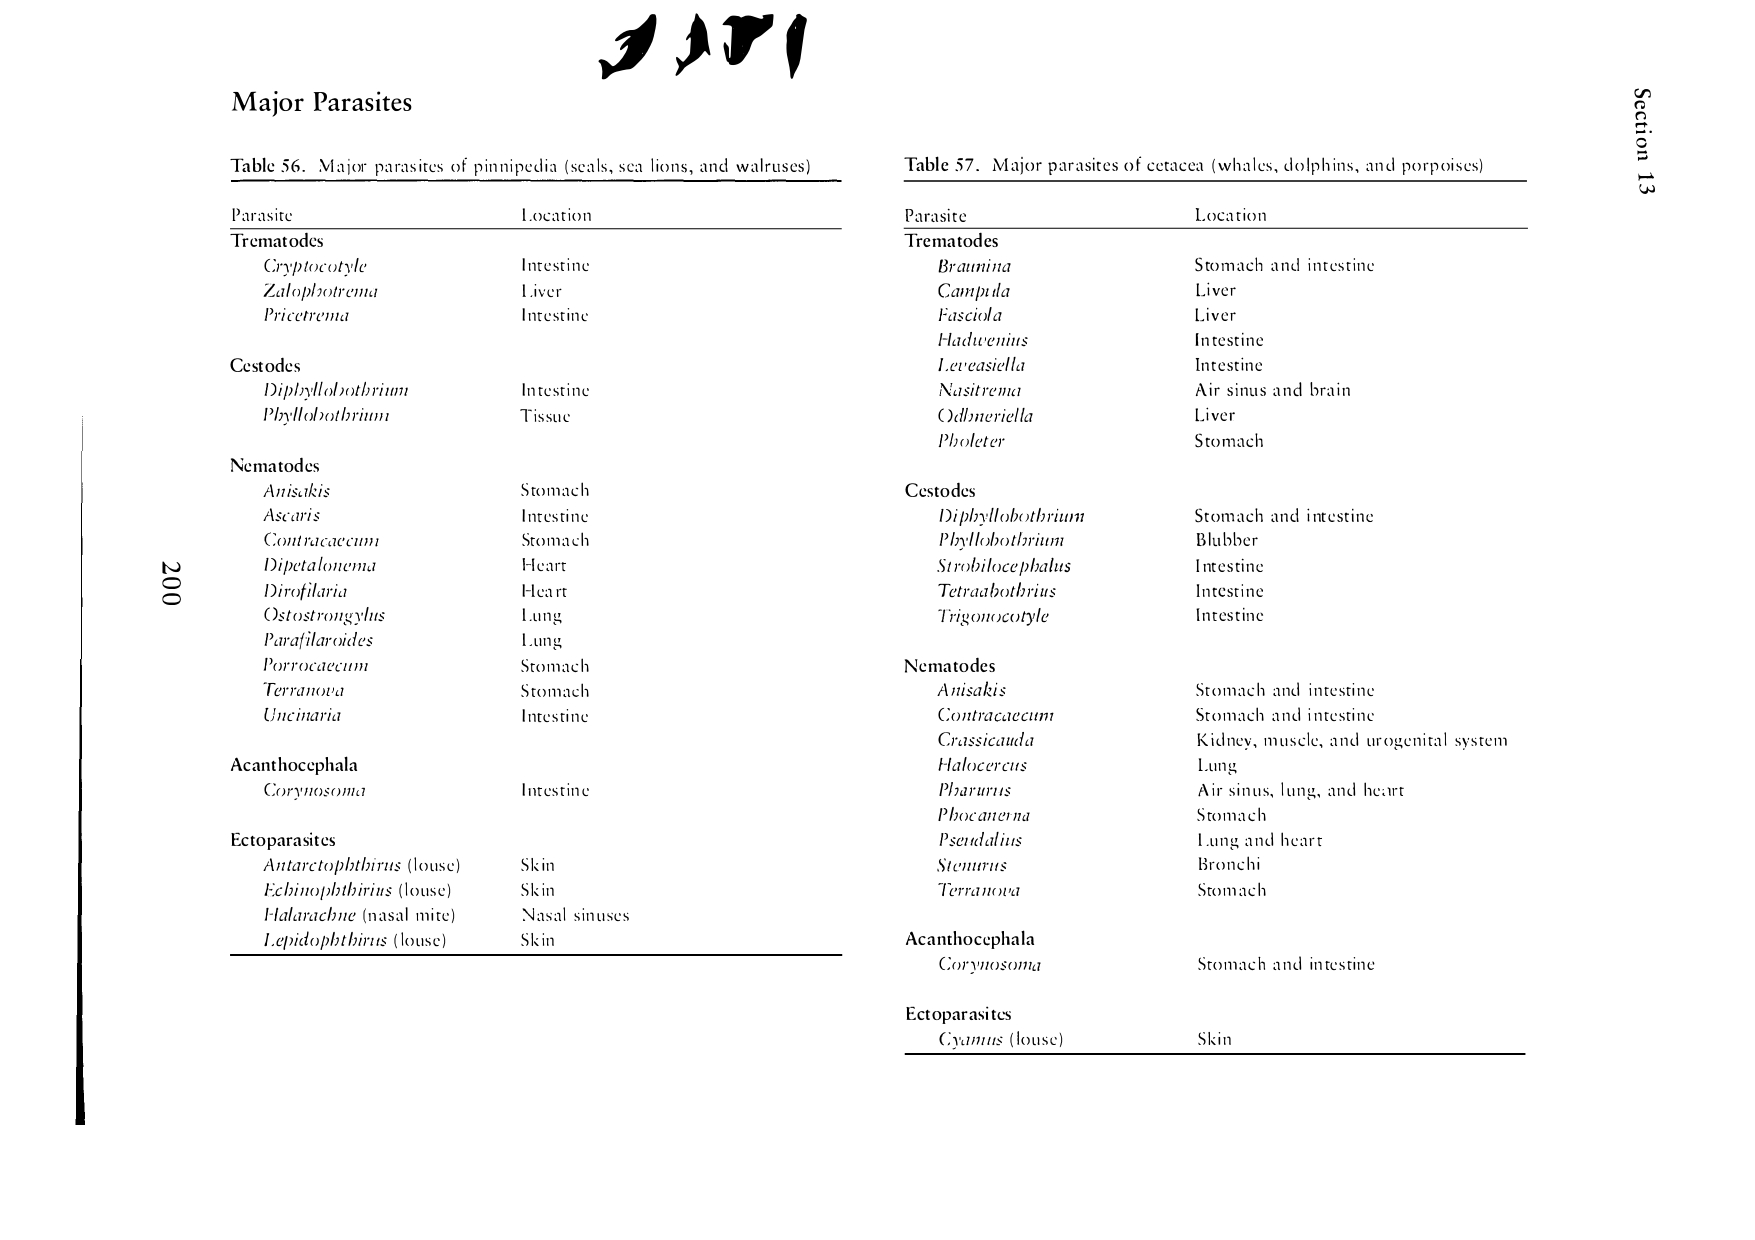 Major Parasites
Table 56. Major parasites of pinnipedia (seals, sea lions, and walruses)
Parasite Location
Trematodes
Cryptocotyle Intestine
Zalophotrema Liver
Pricetrema Intestine
Cestodes
Diphyllobothrium Intestine
Phyllobothrium Tissue
Nematodes
Anisakis Stomach
Ascaris Intestine
Contracaecum Stomach
Dipetalonema Heart
Dirofilaria Heart
Ostostrongylus Lung
Parafilaroides Lung
Porrocaecum Stomach
Terranova Stomach
Uncinaria Intestine
Acanthocephala
Corynosoma Intestine
Ectoparasites
Antarctophthirus (louse) Skin
Echinophthirius (louse) Skin
Halarachne (nasal mite) Nasal sinuses
Lepidophthirus (louse) Skin
Table 57. Major parasites of cetacea (whales, dolphins, and porpoises)
Parasite Location
Trematodes
Braunina Stomach and intestine
Campula Liver
Fasciola Liver
Hadwenius Intestine
Leveasiella Intestine
Nasitrema Air sinus and brain
Odhneriella Liver
Pholeter Stomach
Cestodes
Diphyllobothrium Stomach and intestine
Phyllobothrium Blubber
Strobilocephalus Intestine
Tetraabothrius Intestine
Trigonocotyle Intestine
Nematodes
Anisakis Stomach and intestine
Contracaecum Stomach and intestine
Crassicauda Kidney, muscle, and urogenital system
Halocercus Lung
Pharurus Air sinus, lung, and heart
Phocanema Stomach
Pseudalius Lung and heart
Stenurus Bronchi
Terranova Stomach
Acanthocephala
Corynosoma Stomach and intestine
Ectoparasites
Cyamus (louse) Skin
Section 13
200